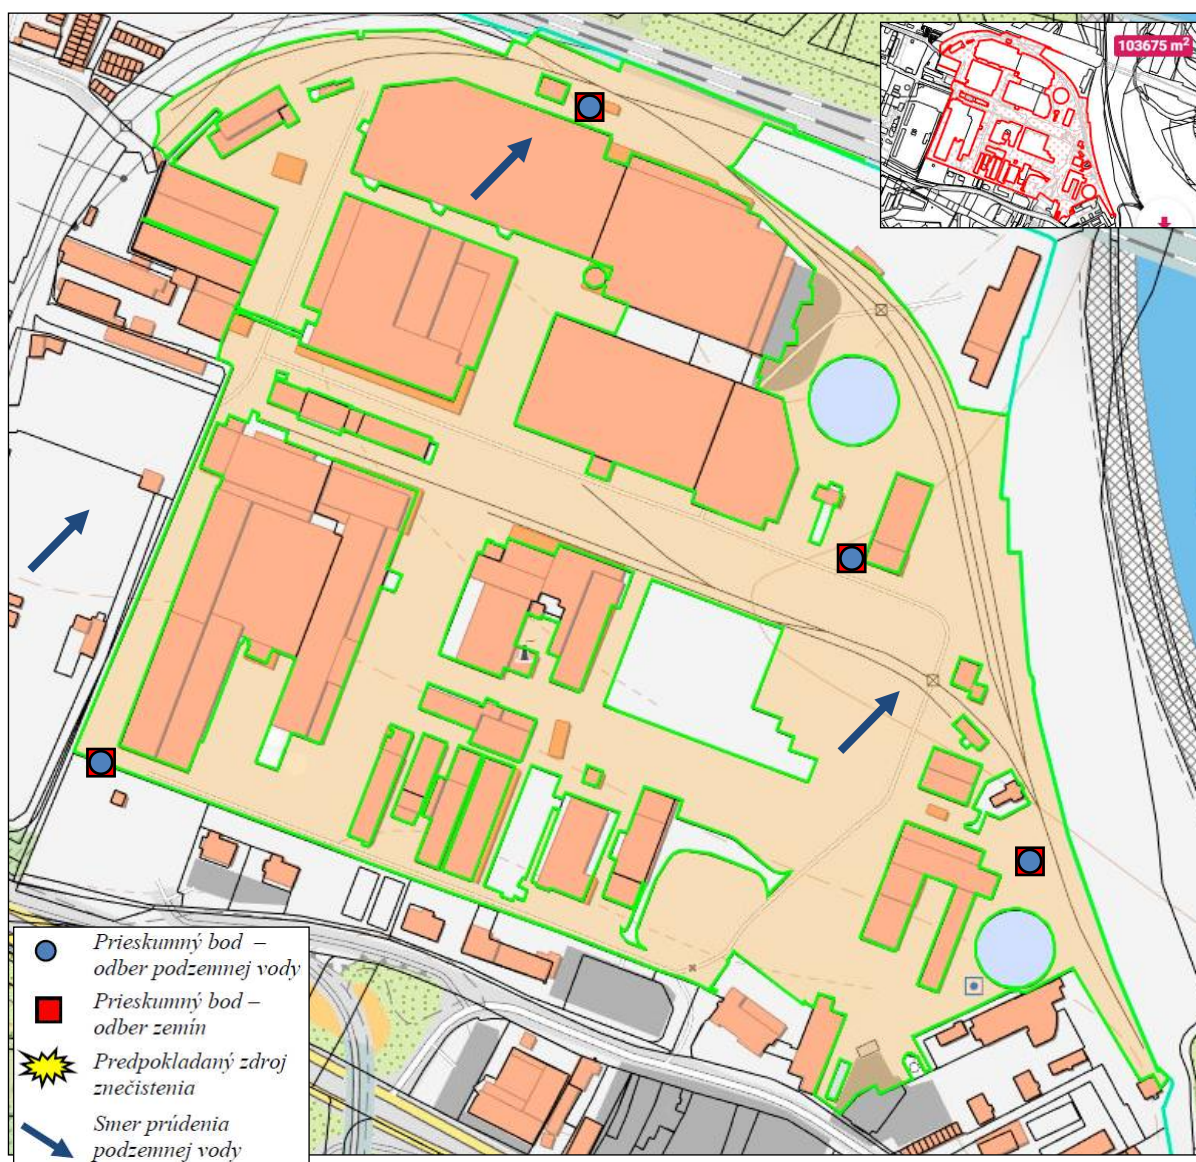 103675 m²
Prieskumný bod –
odber podzemnej vody
Prieskumný bod –
odber zemín
Predpokladaný zdroj
znečistenia
Smer prúdenia
podzemnej vody